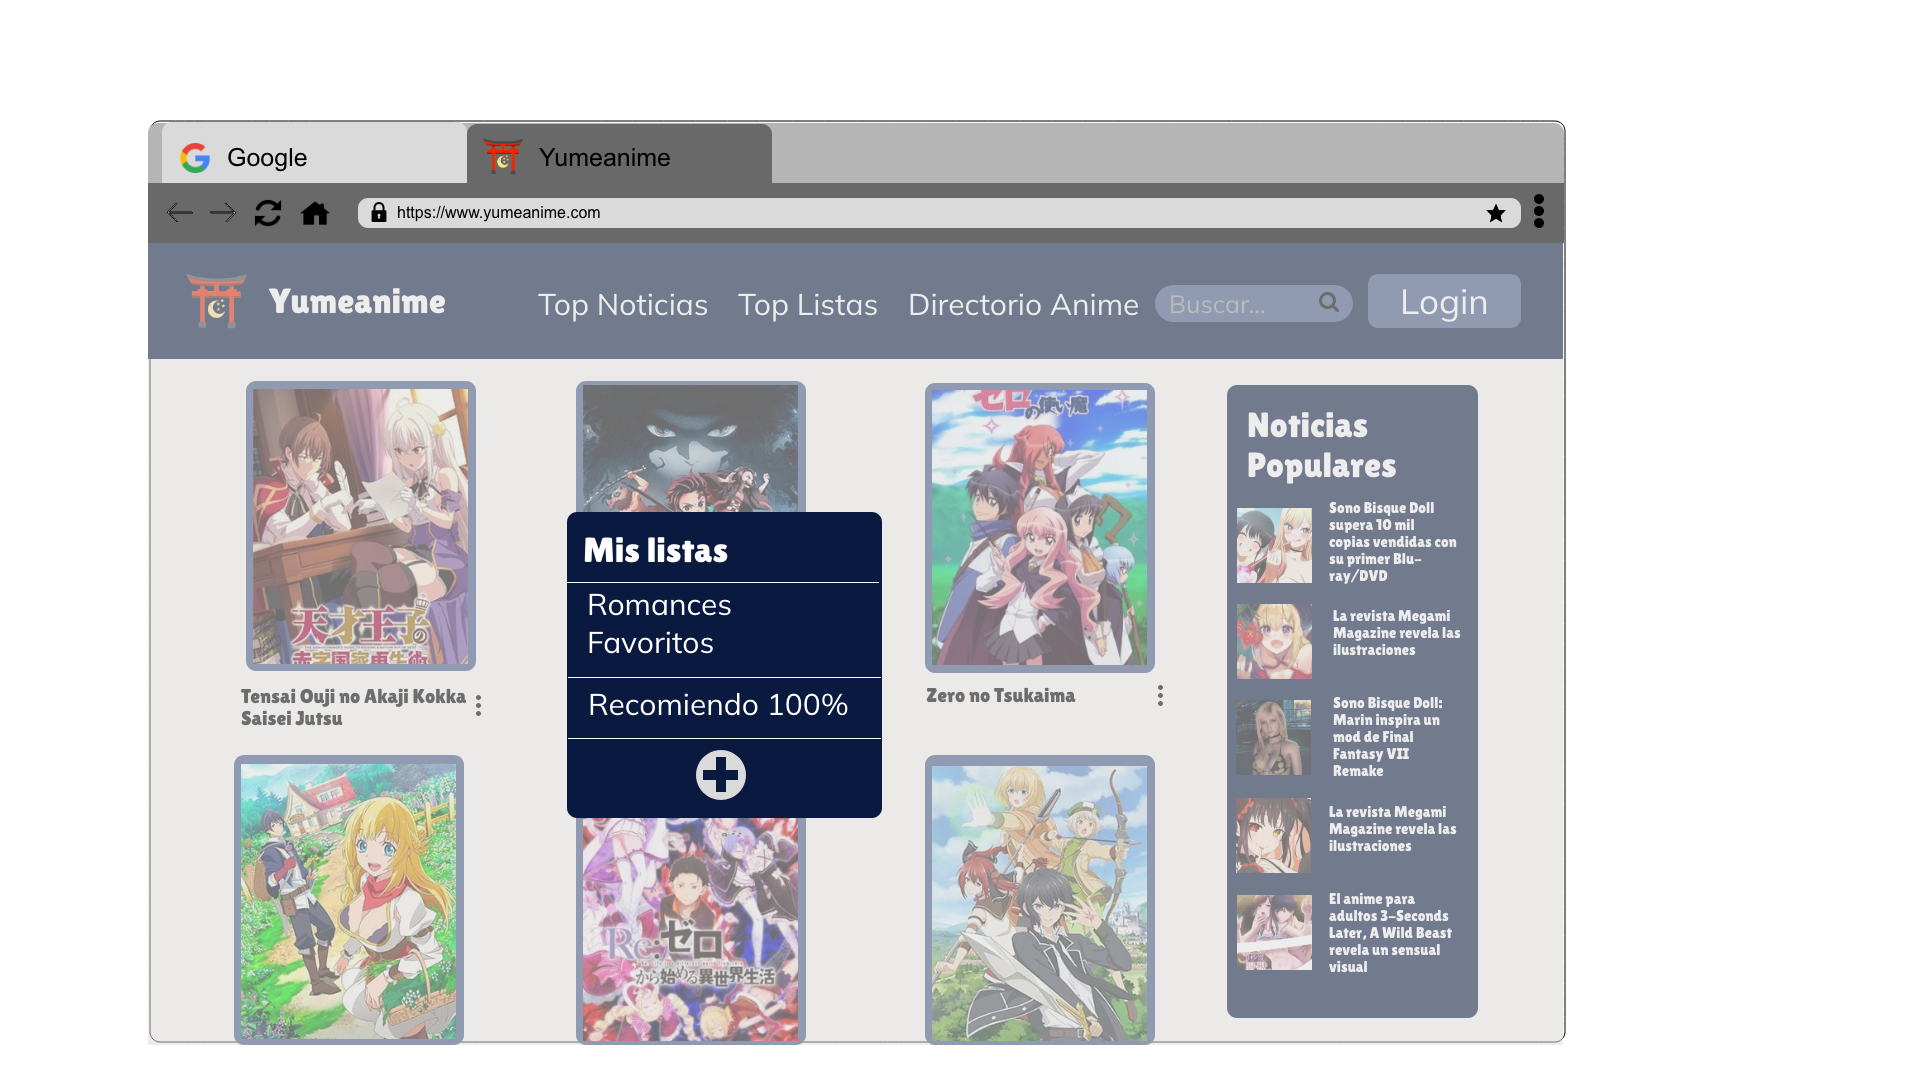 Google
Yumeanime
https://www.yumeanime.com
Yumeanime
Top Noticias
Top Listas
Directorio Anime
Buscar...
Login
ゼロの使い魔
天才王子の
赤字国家再生術
Tensai Ouji no Akaji Kokka
Saisei Jutsu
Mis listas
Romances
Favoritos
Recomiendo 100%
Zero no Tsukaima
Re:ゼロ
から始める異世界生活
Noticias
Populares
Sono Bisque Doll
supera 10 mil
copias vendidas con
su primer Blu-
ray/DVD
La revista Megami
Magazine revela las
ilustraciones
Sono Bisque Doll:
Marin inspira un
mod de Final
Fantasy VII
Remake
La revista Megami
Magazine revela las
ilustraciones
El anime para
adultos 3-Seconds
Later, A Wild Beast
revela un sensual
visual